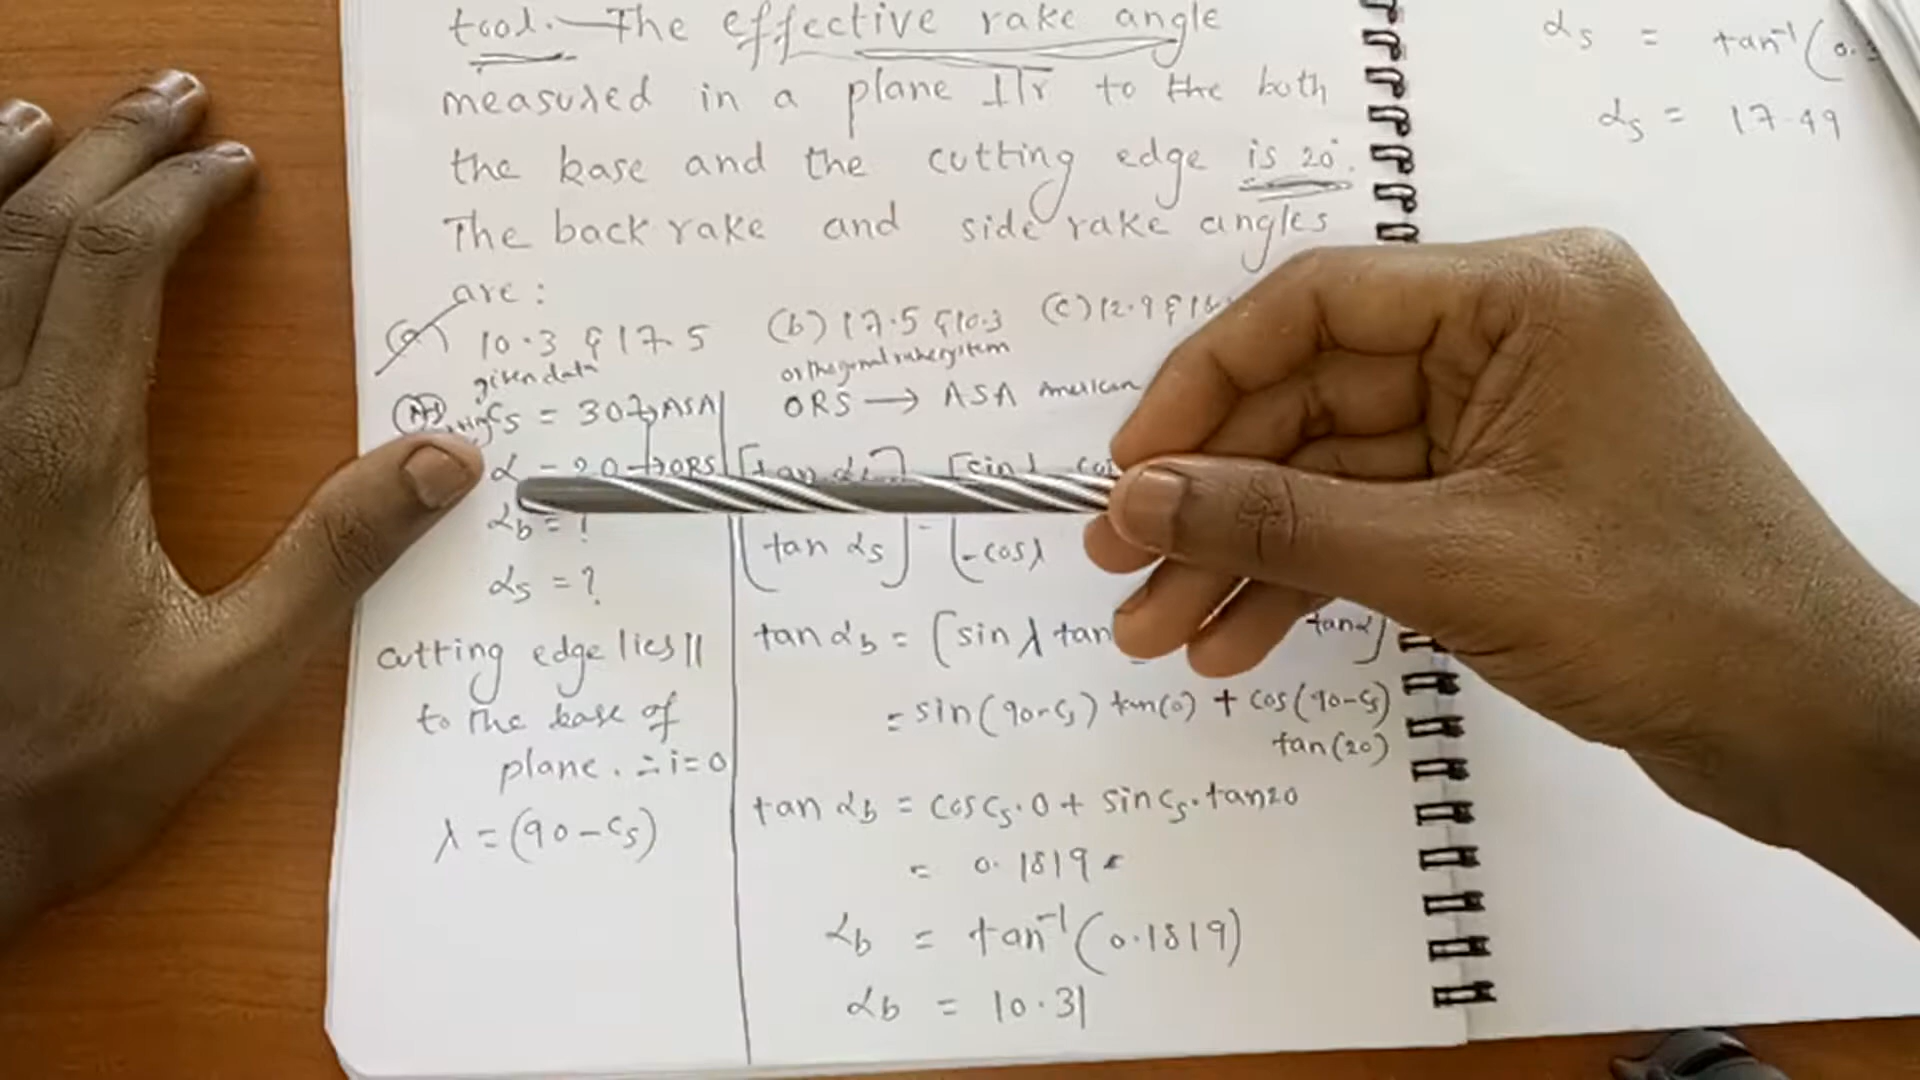 tool. The effective rake angle
measured in a plane ⊥r to the both
the base and the cutting edge is 20°.
The back rake and side rake angles
are:
(a) 10.3 & 17.5 (b) 17.5 & 10.3 (c) 12.9 &
given data
orthogonal rake system
Cs = 30 → ASA
ORS → ASA American
α = 20 → ORS
αb = ?
tan αs - cosλ
αs = ?
cutting edge lies ||
to the base of
plane. ∴ i = 0
λ = (90 - Cs)
tan αb = [sin λ tan tanα]
= sin(90-Cs) tan(0) + cos(90-Cs)
tan(20)
tan αb = cos Cs · 0 + sin Cs · tan20
= 0.1819
αb = tan⁻¹(0.1819)
αb = 10.31
αs = tan⁻¹(0.3
αs = 17.49